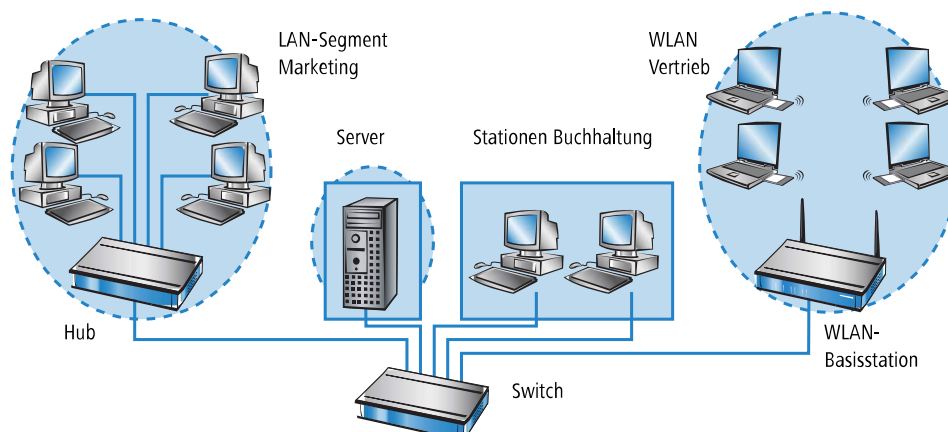 LAN-Segment
Marketing
WLAN
Vertrieb
Server
Stationen Buchhaltung
Hub
WLAN-
Basisstation
Switch